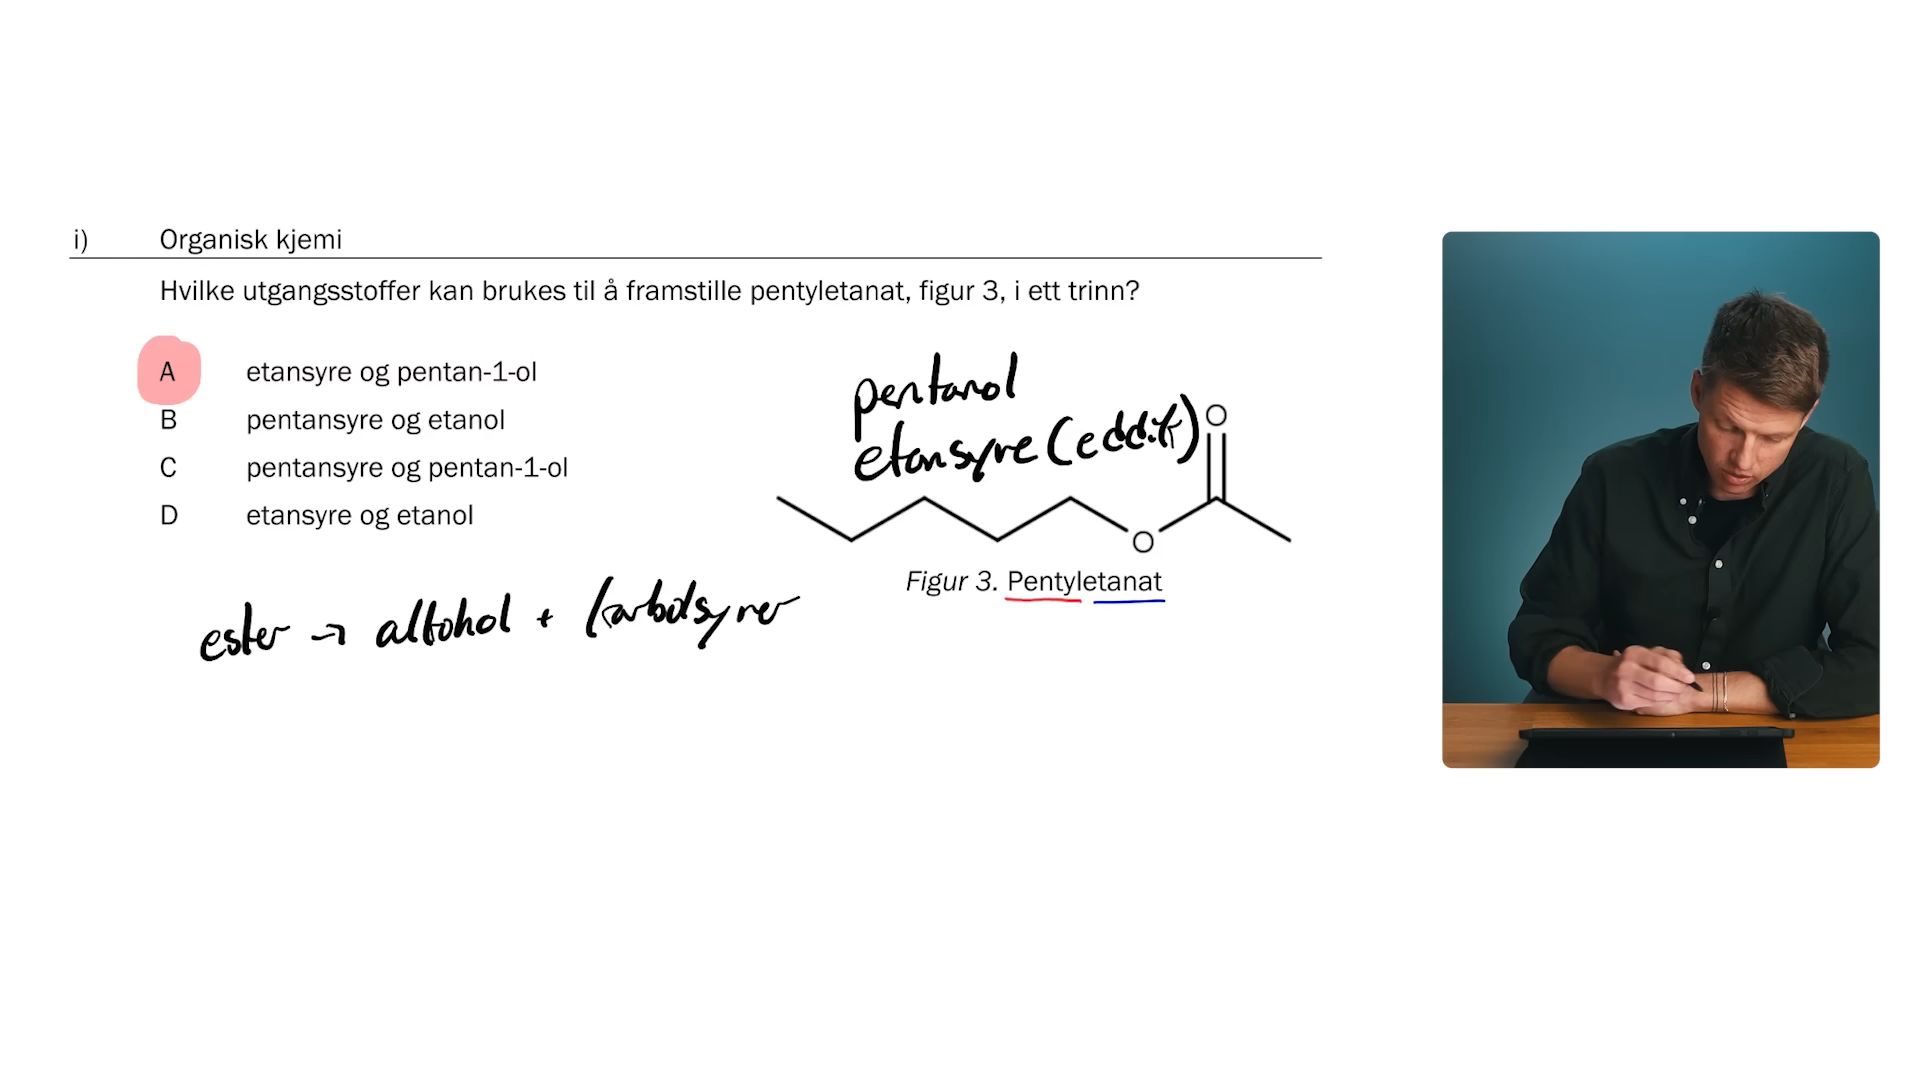 i) Organisk kjemi
Hvilke utgangsstoffer kan brukes til å framstille pentyletanat, figur 3, i ett trinn?
A etansyre og pentan-1-ol
B pentansyre og etanol
C pentansyre og pentan-1-ol
D etansyre og etanol
pentanol
etansyre (eddik)
O
O
Figur 3. Pentyletanat
ester → alkohol + karbolsyrer